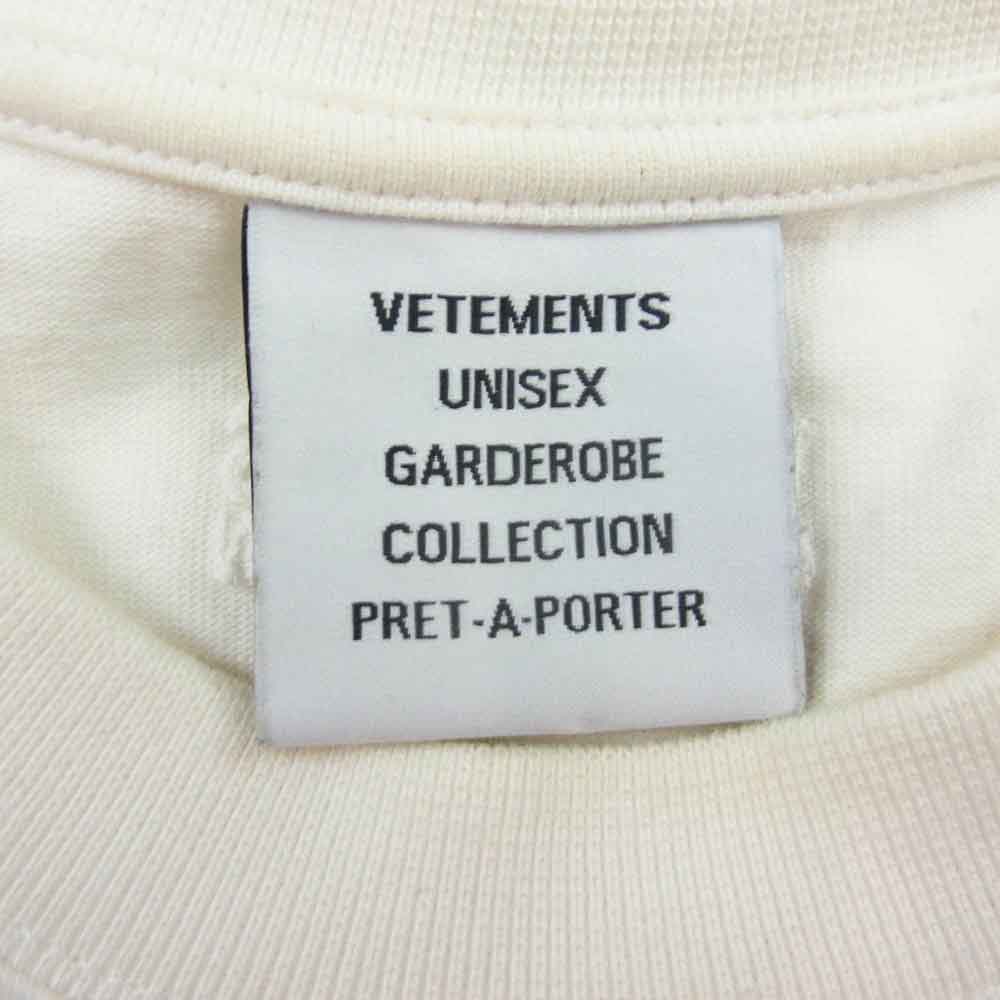 VETEMENTS
UNISEX
GARDEROBE
COLLECTION
PRET-A-PORTER